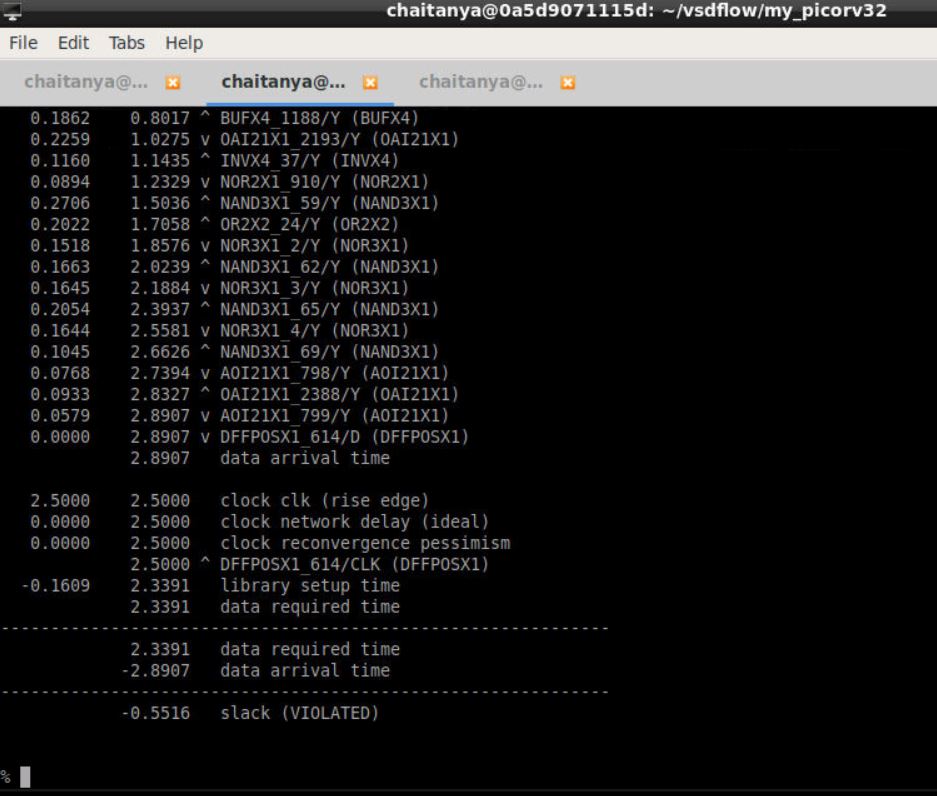 chaitanya@0a5d9071115d: ~/vsdflow/my_picorv32
File Edit Tabs Help
chaitanya@... chaitanya@... chaitanya@...
0.1862 0.8017 ^ BUFX4_1188/Y (BUFX4)
0.2259 1.0275 v OAI21X1_2193/Y (OAI21X1)
0.1160 1.1435 ^ INVX4_37/Y (INVX4)
0.0894 1.2329 v NOR2X1_910/Y (NOR2X1)
0.2706 1.5036 ^ NAND3X1_59/Y (NAND3X1)
0.2022 1.7058 ^ OR2X2_24/Y (OR2X2)
0.1518 1.8576 v NOR3X1_2/Y (NOR3X1)
0.1663 2.0239 ^ NAND3X1_62/Y (NAND3X1)
0.1645 2.1884 v NOR3X1_3/Y (NOR3X1)
0.2054 2.3937 ^ NAND3X1_65/Y (NAND3X1)
0.1644 2.5581 v NOR3X1_4/Y (NOR3X1)
0.1045 2.6626 ^ NAND3X1_69/Y (NAND3X1)
0.0768 2.7394 v AOI21X1_798/Y (AOI21X1)
0.0933 2.8327 ^ OAI21X1_2388/Y (OAI21X1)
0.0579 2.8907 v AOI21X1_799/Y (AOI21X1)
0.0000 2.8907 v DFFPOSX1_614/D (DFFPOSX1)
2.8907 data arrival time
2.5000 2.5000 clock clk (rise edge)
0.0000 2.5000 clock network delay (ideal)
0.0000 2.5000 clock reconvergence pessimism
2.5000 ^ DFFPOSX1_614/CLK (DFFPOSX1)
-0.1609 2.3391 library setup time
2.3391 data required time
-------------------------------------------------------------
2.3391 data required time
-2.8907 data arrival time
-------------------------------------------------------------
-0.5516 slack (VIOLATED)
%